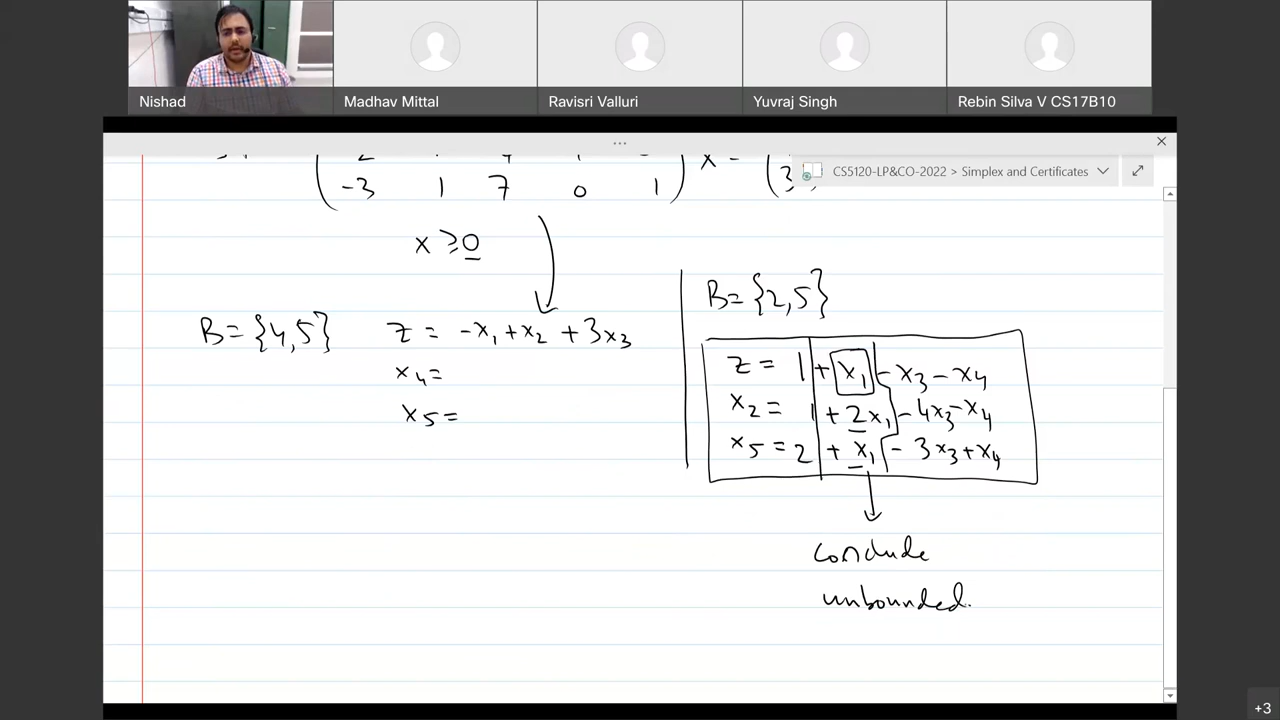 Nishad
Madhav Mittal
Ravisri Valluri
Yuvraj Singh
Rebin Silva V CS17B10
CS5120-LP&CO-2022 > Simplex and Certificates
-3 1 7 0 1 x = 3
x ≥ 0
B = {4,5}
z = -x₁ + x₂ + 3x₃
x₄ =
x₅ =
B = {2,5}
z = 1 + x₁ - x₃ - x₄
x₂ = 1 + 2x₁ - 4x₃ - x₄
x₅ = 2 + x₁ - 3x₃ + x₄
conclude
unbounded.
+3